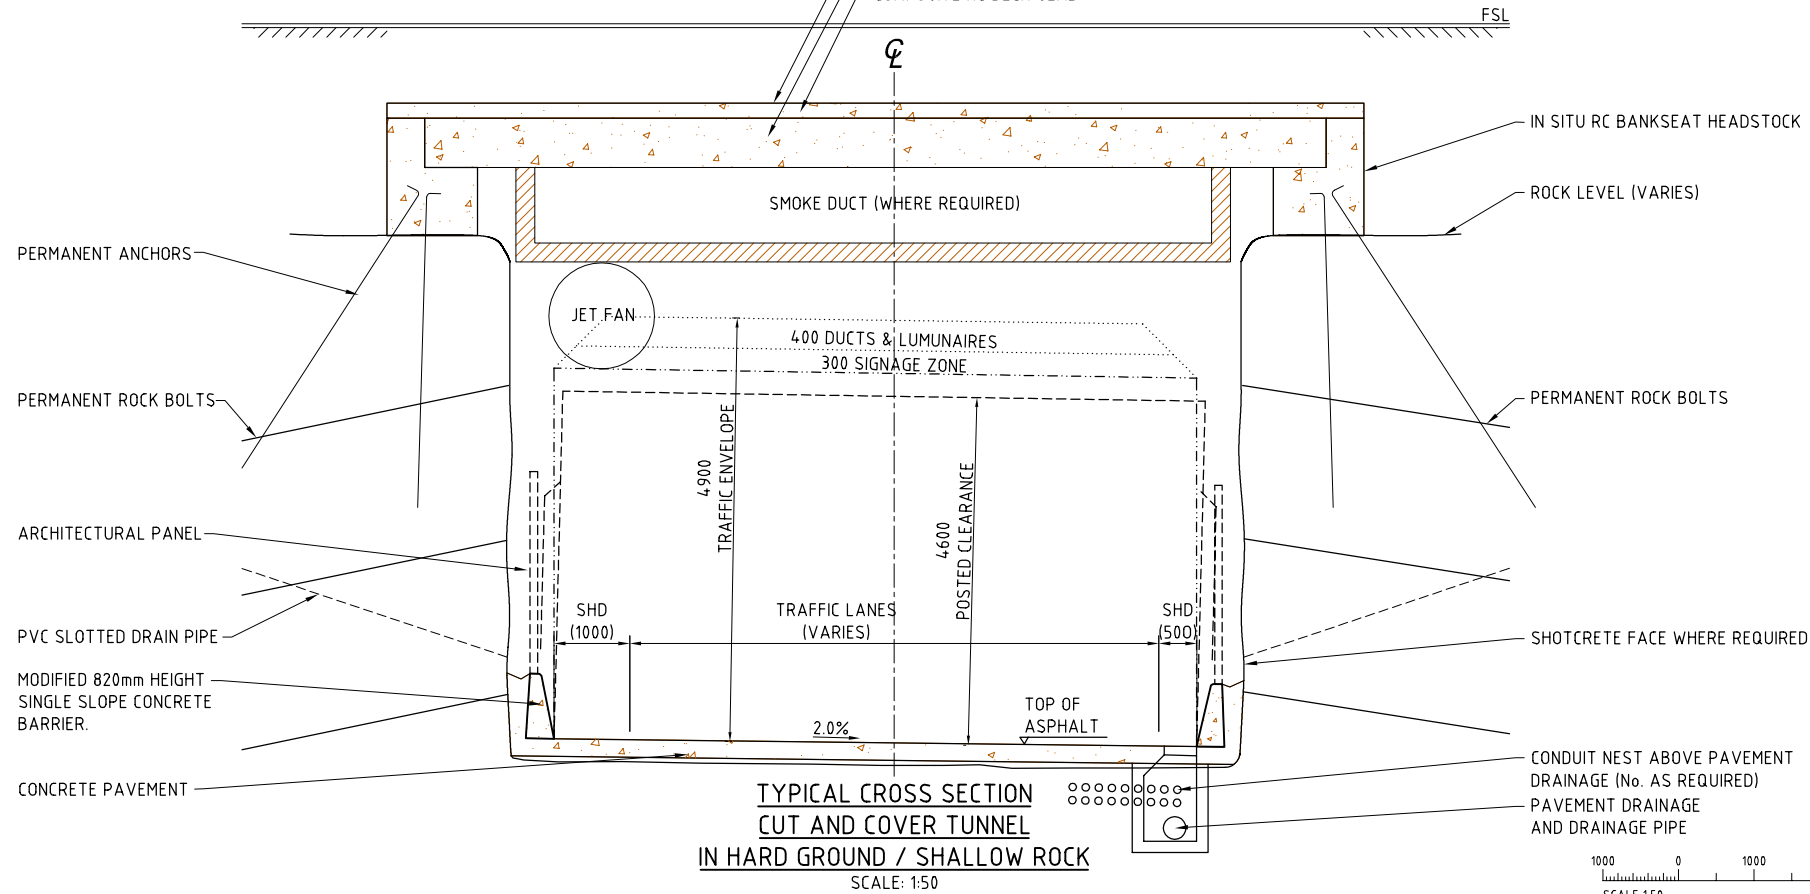 FSL
℄
IN SITU RC BANKSEAT HEADSTOCK
ROCK LEVEL (VARIES)
SMOKE DUCT (WHERE REQUIRED)
PERMANENT ANCHORS
JET FAN
400 DUCTS & LUMUNAIRES
300 SIGNAGE ZONE
PERMANENT ROCK BOLTS
PERMANENT ROCK BOLTS
4900
TRAFFIC ENVELOPE
4600
POSTED CLEARANCE
ARCHITECTURAL PANEL
SHD
(1000)
TRAFFIC LANES
(VARIES)
SHD
(500)
PVC SLOTTED DRAIN PIPE
SHOTCRETE FACE WHERE REQUIRED
MODIFIED 820mm HEIGHT
SINGLE SLOPE CONCRETE
BARRIER.
2.0%
TOP OF
ASPHALT
CONCRETE PAVEMENT
CONDUIT NEST ABOVE PAVEMENT
DRAINAGE (No. AS REQUIRED)
PAVEMENT DRAINAGE
AND DRAINAGE PIPE
TYPICAL CROSS SECTION
CUT AND COVER TUNNEL
IN HARD GROUND / SHALLOW ROCK
SCALE: 1:50
1000 0 1000